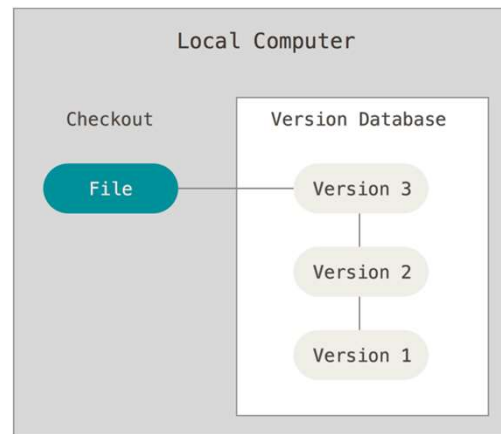 Local Computer
Checkout
Version Database
File
Version 3
Version 2
Version 1